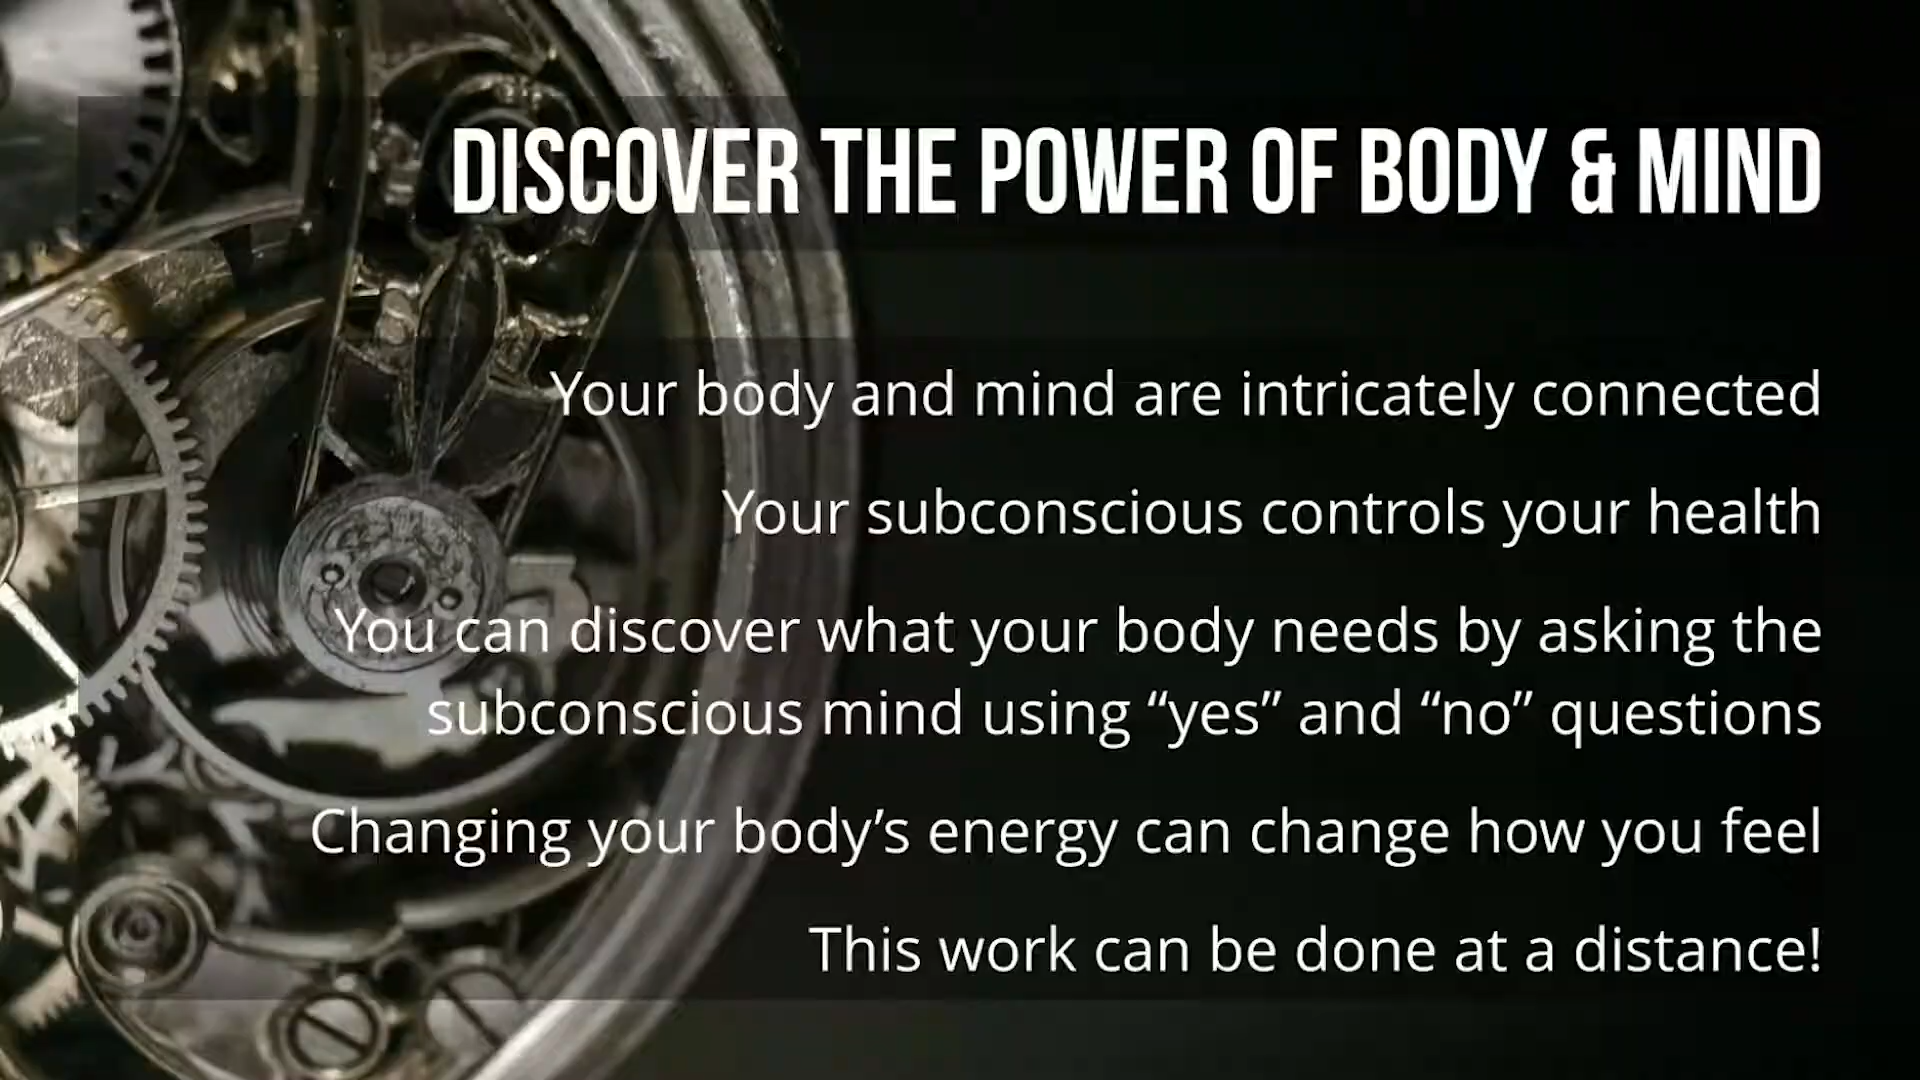 DISCOVER THE POWER OF BODY & MIND
Your body and mind are intricately connected
Your subconscious controls your health
You can discover what your body needs by asking the
subconscious mind using “yes” and “no” questions
Changing your body’s energy can change how you feel
This work can be done at a distance!